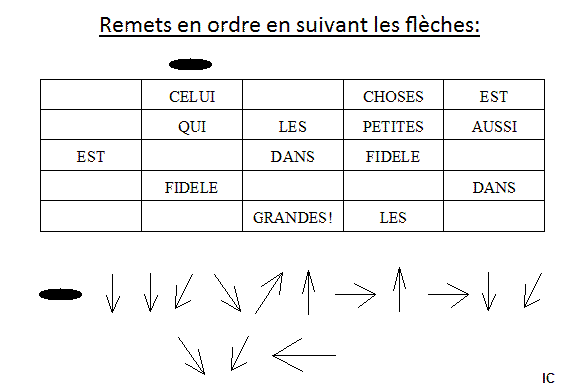 Remets en ordre en suivant les flèches:
CELUI CHOSES EST
QUI LES PETITES AUSSI
EST DANS FIDELE
FIDELE DANS
GRANDES! LES
IC